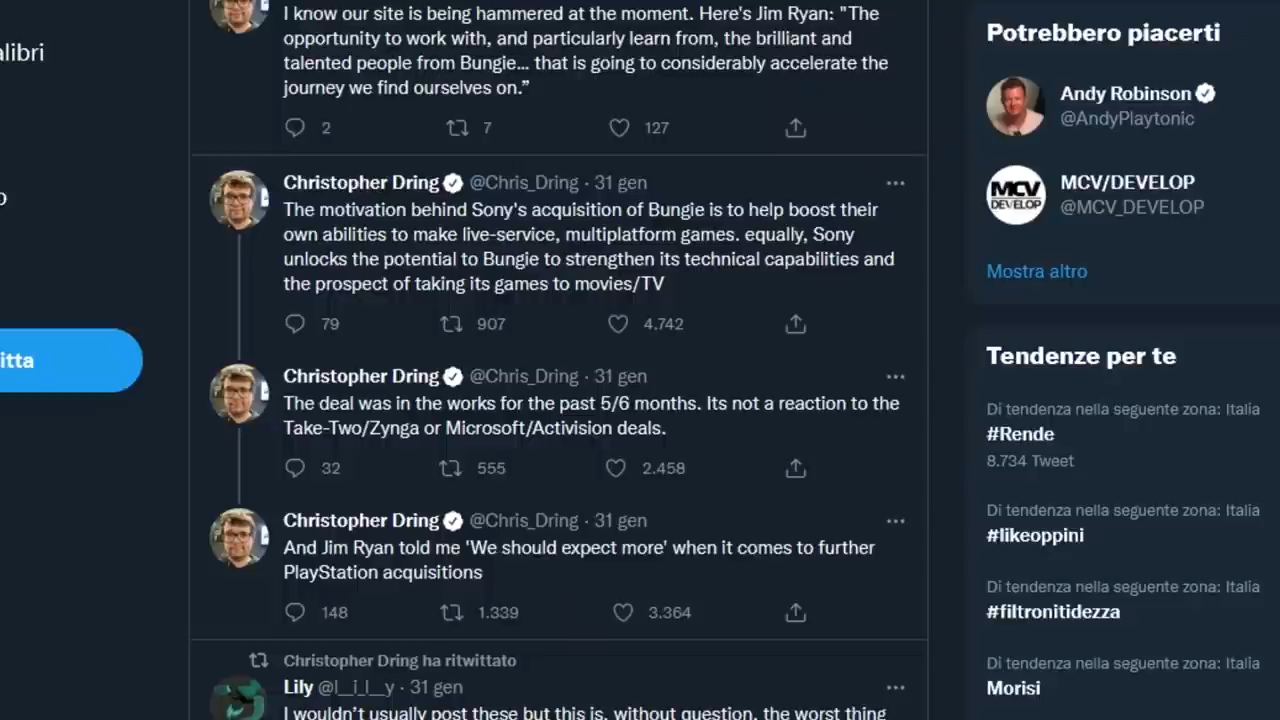 alibri
itta
I know our site is being hammered at the moment. Here's Jim Ryan: "The
opportunity to work with, and particularly learn from, the brilliant and
talented people from Bungie... that is going to considerably accelerate the
journey we find ourselves on.”
2 7 127
Christopher Dring @Chris_Dring · 31 gen
The motivation behind Sony's acquisition of Bungie is to help boost their
own abilities to make live-service, multiplatform games. equally, Sony
unlocks the potential to Bungie to strengthen its technical capabilities and
the prospect of taking its games to movies/TV
79 907 4.742
Christopher Dring @Chris_Dring · 31 gen
The deal was in the works for the past 5/6 months. Its not a reaction to the
Take-Two/Zynga or Microsoft/Activision deals.
32 555 2.458
Christopher Dring @Chris_Dring · 31 gen
And Jim Ryan told me 'We should expect more' when it comes to further
PlayStation acquisitions
148 1.339 3.364
Christopher Dring ha ritwittato
Lily @l__i_l__y · 31 gen
I wouldn't usually post these but this is, without question, the worst thing
Potrebbero piacerti
Andy Robinson
@AndyPlaytonic
MCV
DEVELOP
MCV/DEVELOP
@MCV_DEVELOP
Mostra altro
Tendenze per te
Di tendenza nella seguente zona: Italia
#Rende
8.734 Tweet
Di tendenza nella seguente zona: Italia
#likeoppini
Di tendenza nella seguente zona: Italia
#filtronitidezza
Di tendenza nella seguente zona: Italia
Morisi